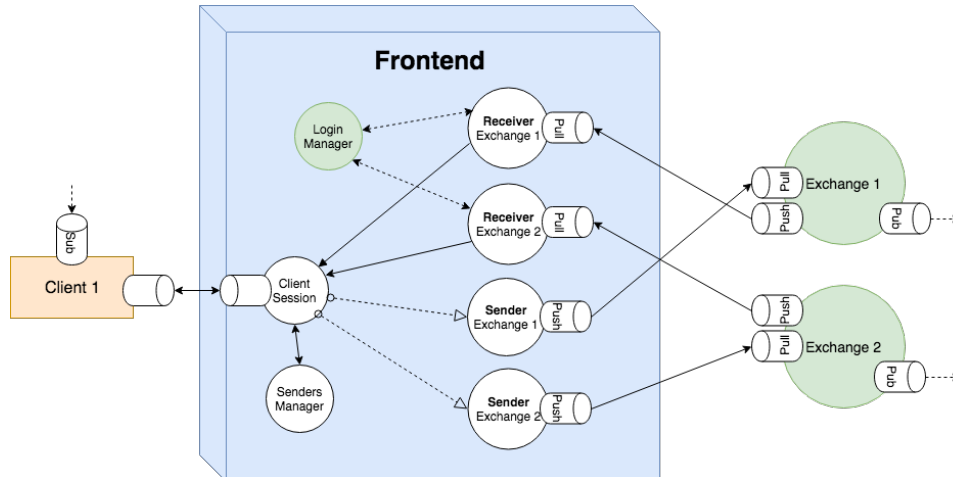 Frontend
Login
Manager
Receiver
Exchange 1
Pull
Receiver
Exchange 2
Pull
Pull
Push
Exchange 1
Pub
Sub
Client 1
Client
Session
Sender
Exchange 1
Push
Push
Pull
Exchange 2
Pub
Senders
Manager
Sender
Exchange 2
Push